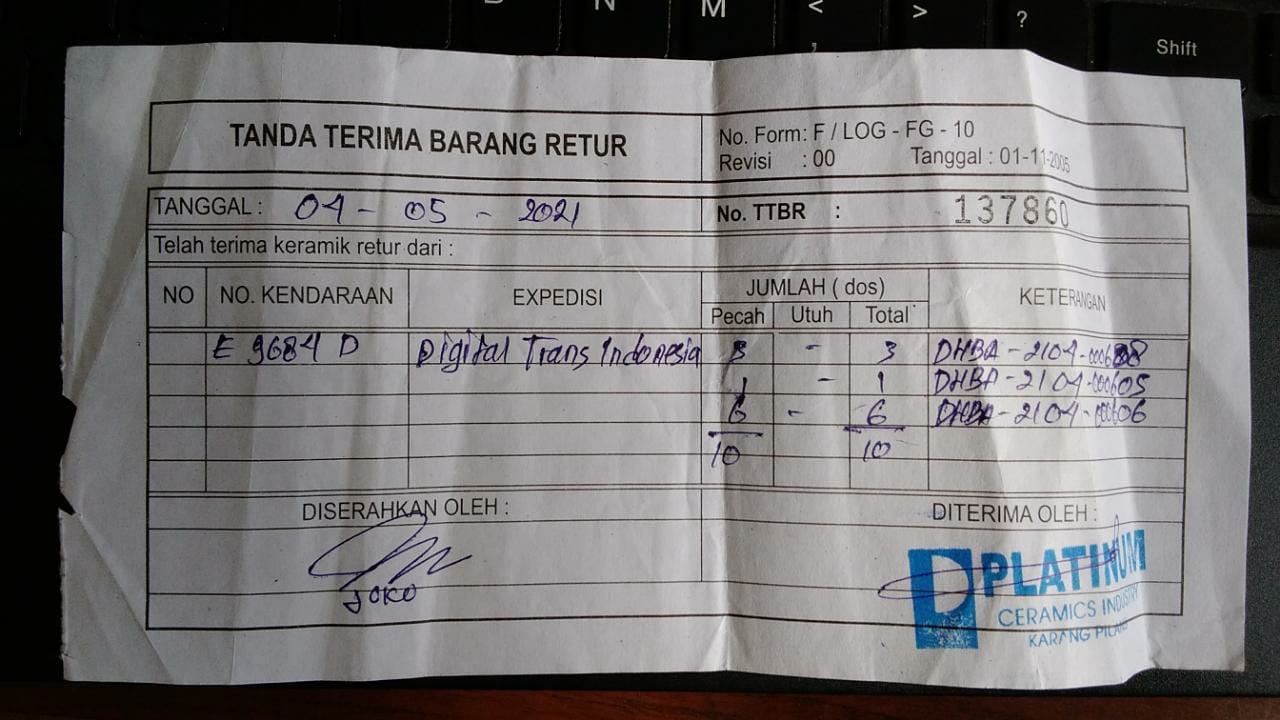 N M < > ?
, Shift
TANDA TERIMA BARANG RETUR
No. Form: F / LOG - FG - 10
Revisi : 00 Tanggal : 01-11-2005
TANGGAL : 04 - 05 - 2021
No. TTBR : 137860
Telah terima keramik retur dari :
NO NO. KENDARAAN EXPEDISI JUMLAH ( dos) KETERANGAN
Pecah Utuh Total
E 9684 D Digital Trans Indonesia 3 - 3 DHBA - 2104-
1 - 1 DHBA - 2104-000605
6 - 6 DHBA - 2104-000606
10 10
DISERAHKAN OLEH : DITERIMA OLEH :
JOKO
PLATINUM
CERAMICS INDUSTRY
KARANG